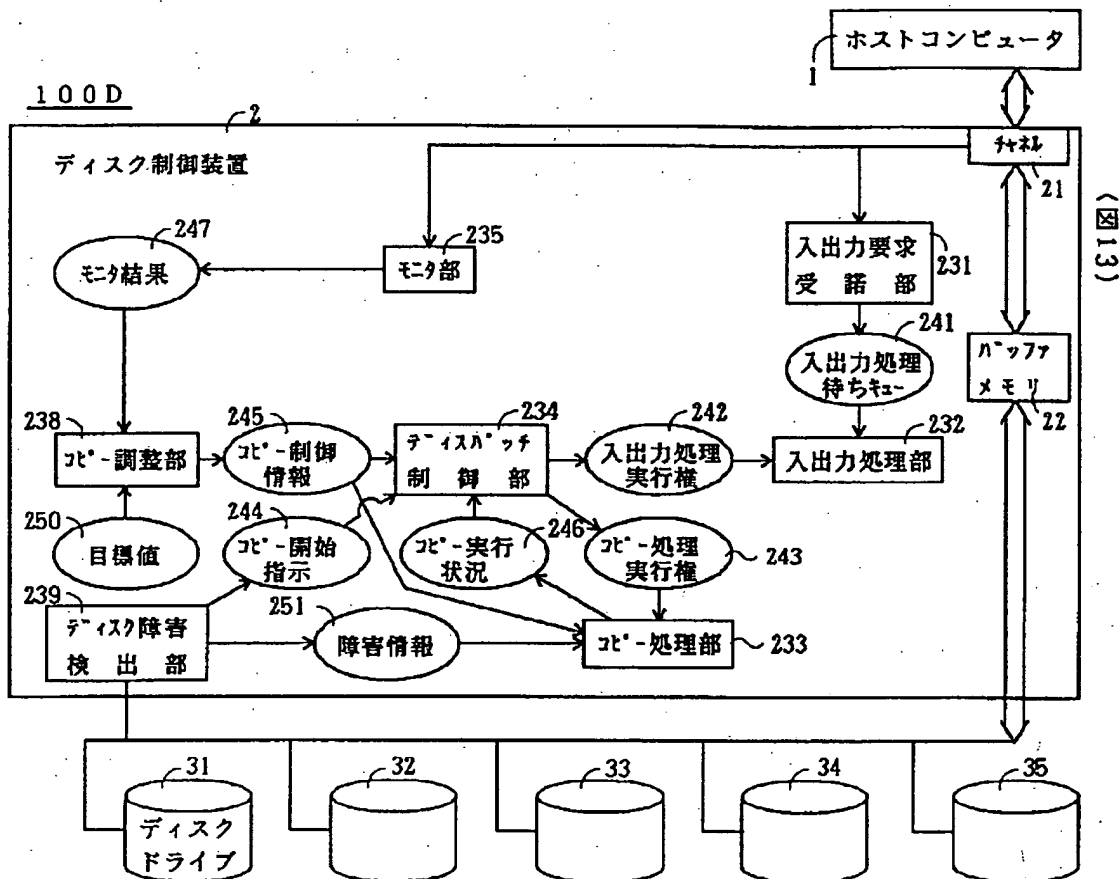 1
ホストコンピュータ
100D
2
ディスク制御装置
チャネル
21
(図13)
247
モニタ結果
235
モニタ部
入出力要求
受諾部
231
241
入出力処理
待ちキュー
バッファ
メモリ
22
238
コピー調整部
245
コピー制御
情報
234
ディスパッチ
制御部
242
入出力処理
実行権
232
入出力処理部
250
目標値
244
コピー開始
指示
246
コピー実行
状況
コピー処理
実行権
243
239
ディスク障害
検出部
251
障害情報
コピー処理部
233
31
ディスク
ドライブ
32
33
34
35